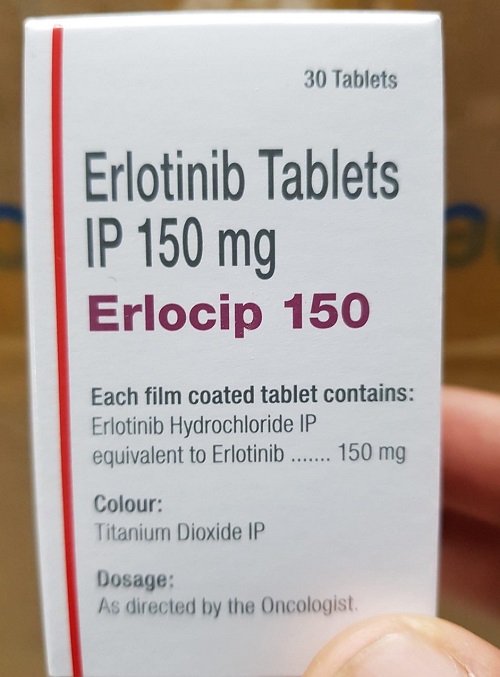 30 Tablets
Erlotinib Tablets
IP 150 mg
Erlocip 150
Each film coated tablet contains:
Erlotinib Hydrochloride IP
equivalent to Erlotinib ....... 150 mg
Colour:
Titanium Dioxide IP
Dosage:
As directed by the Oncologist.